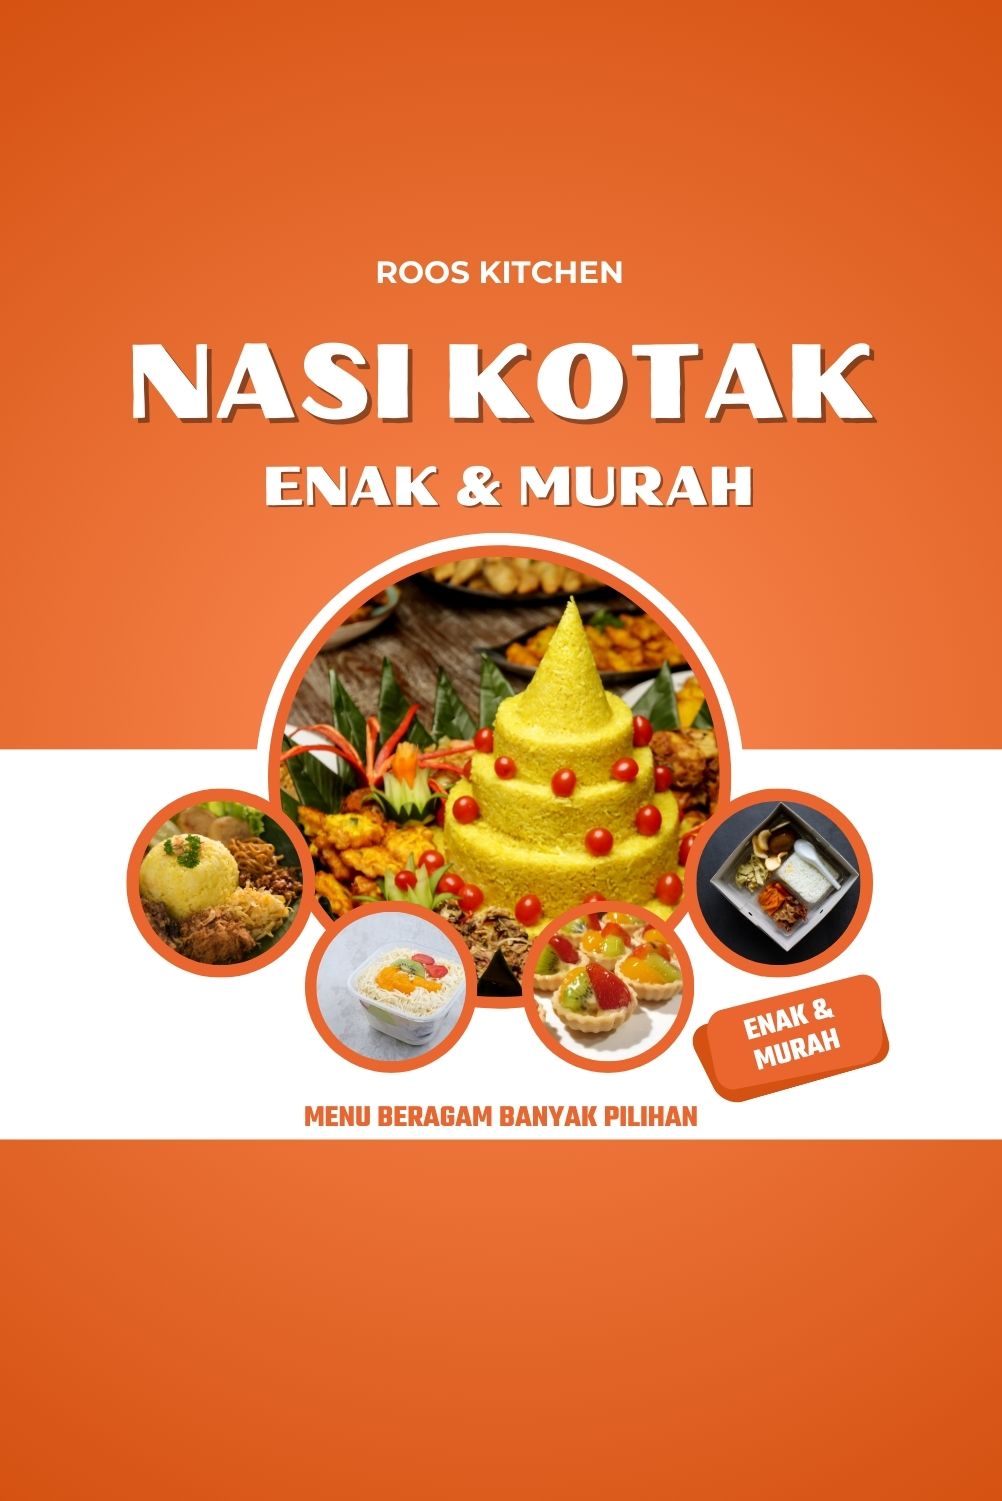 ROOS KITCHEN
NASI KOTAK
ENAK & MURAH
ENAK &
MURAH
MENU BERAGAM BANYAK PILIHAN